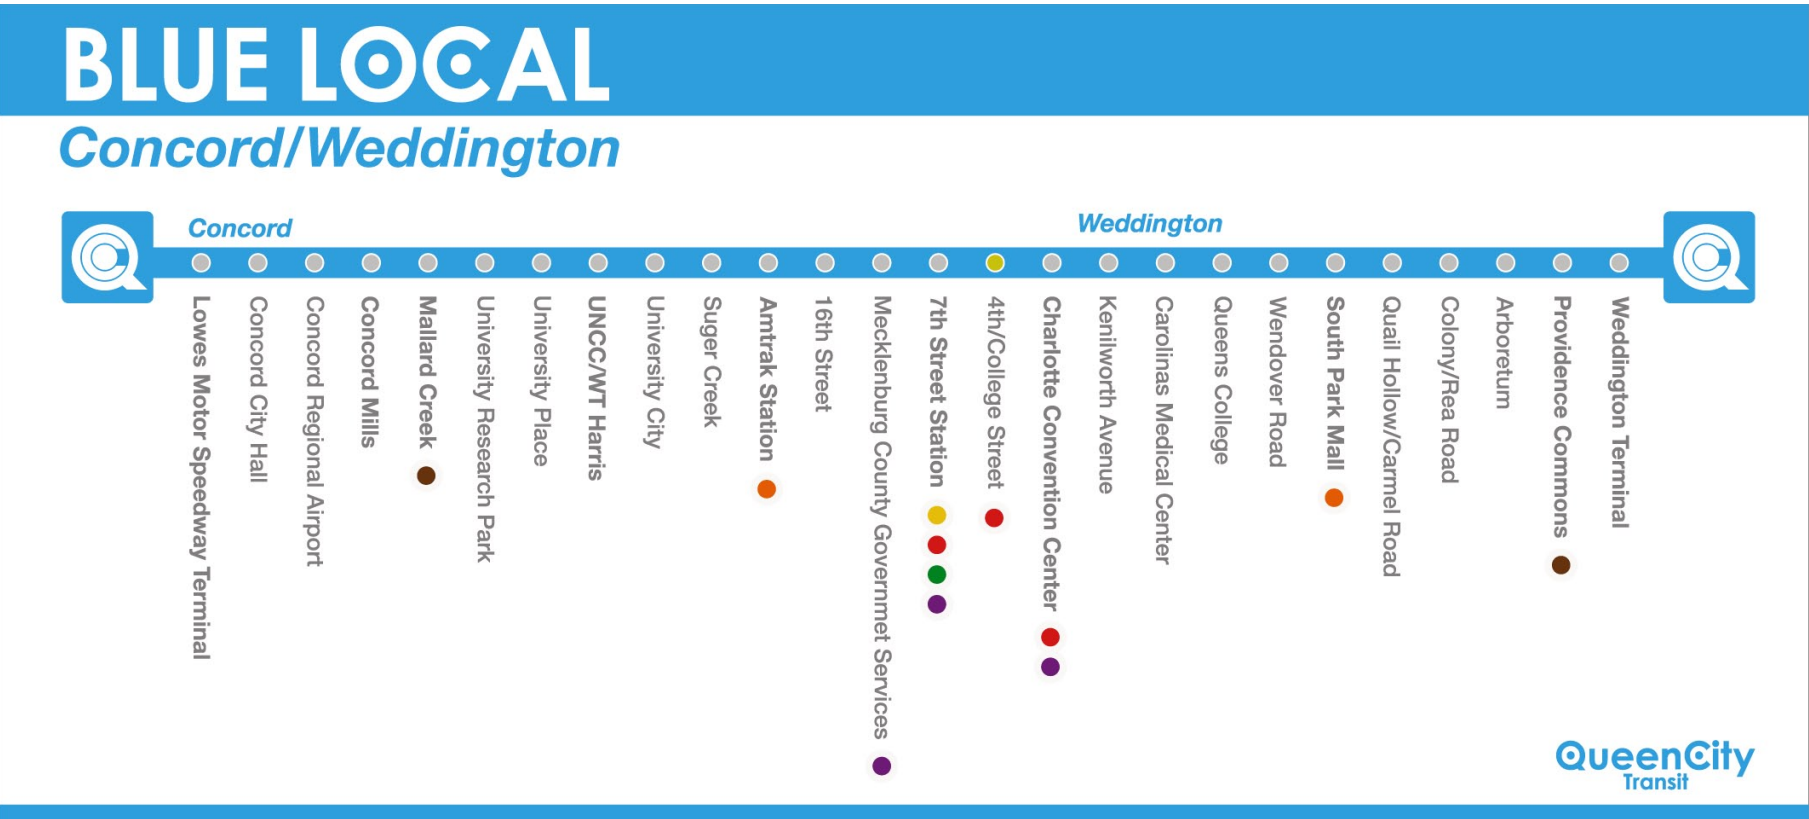 BLUE LOCAL
Concord/Weddington
Concord
Weddington
Lowes Motor Speedway Terminal
Concord City Hall
Concord Regional Airport
Concord Mills
Mallard Creek
University Research Park
University Place
UNCC/WT Harris
University City
Suger Creek
Amtrak Station
16th Street
Mecklenburg County Governmet Services
7th Street Station
4th/College Street
Charlotte Convention Center
Kenilworth Avenue
Carolinas Medical Center
Queens College
Wendover Road
South Park Mall
Quail Hollow/Carmel Road
Colony/Rea Road
Arboretum
Providence Commons
Weddington Terminal
QueenCity
Transit